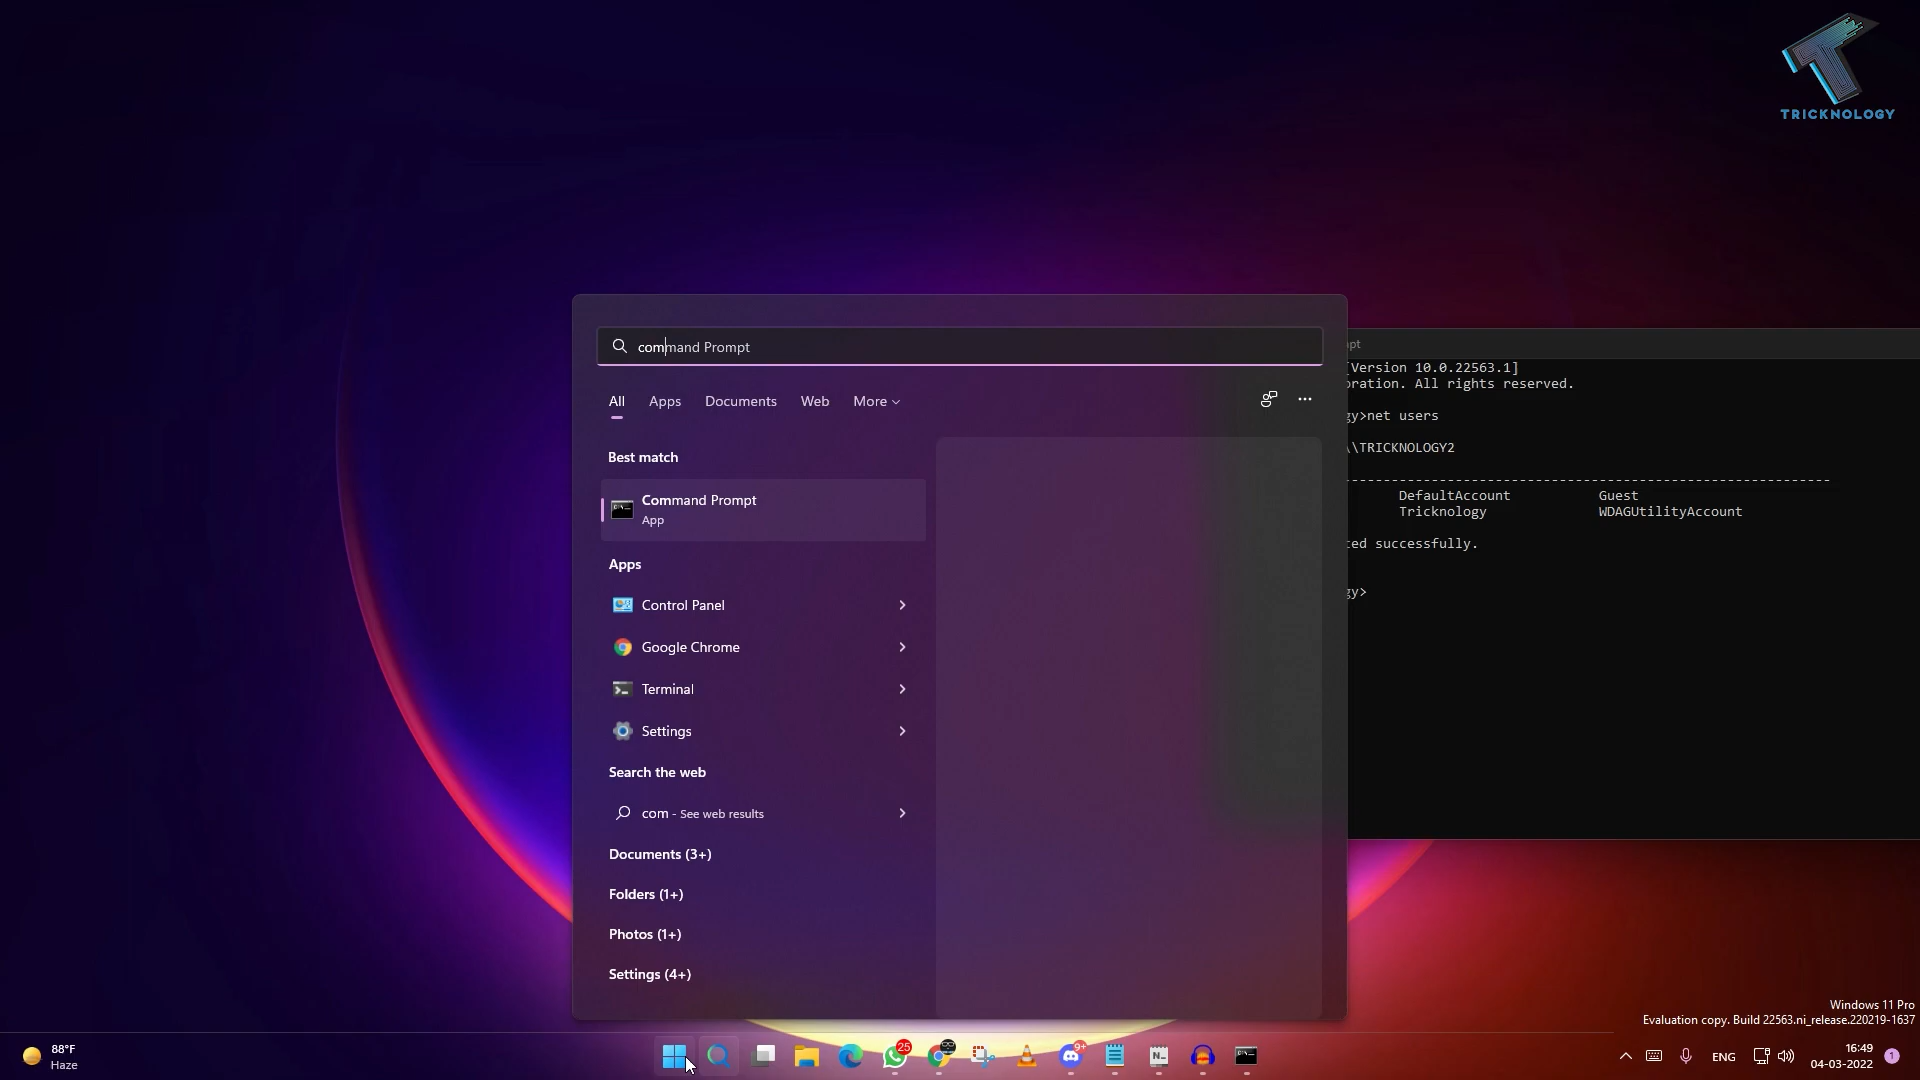 TRICKNOLOGY
command Prompt
All Apps Documents Web More
Best match
Command Prompt
App
Apps
Control Panel
Google Chrome
Terminal
Settings
Search the web
com - See web results
Documents (3+)
Folders (1+)
Photos (1+)
Settings (4+)
pt
[Version 10.0.22563.1]
oration. All rights reserved.
gy>net users
\\TRICKNOLOGY2
-------------------------------------------------------------
DefaultAccount Guest
Tricknology WDAGUtilityAccount
ted successfully.
gy>
Windows 11 Pro
Evaluation copy. Build 22563.ni_release.220219-1637
88°F
Haze
25
9+
N..
ENG
16:49
04-03-2022
1